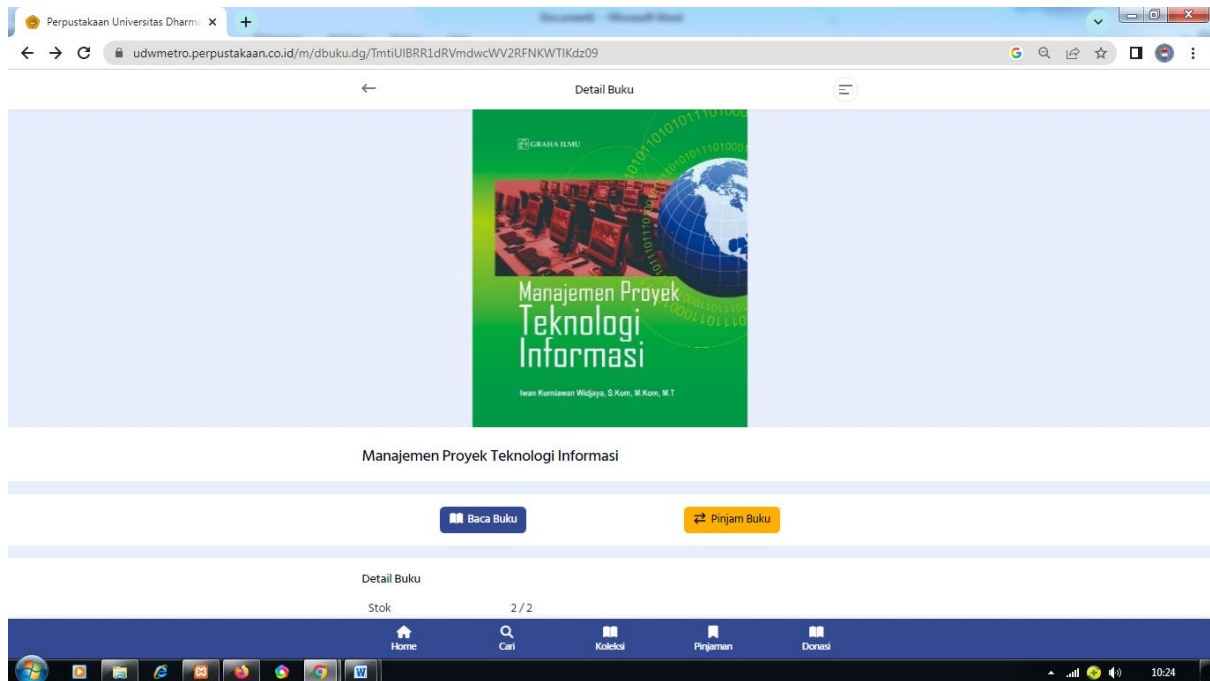 Perpustakaan Universitas Dharma
udwmetro.perpustakaan.co.id/m/dbuku.dg/TmtiUlBRR1dRVmdwcWV2RFNKWTlKdz09
Detail Buku
GRAHA ILMU
Manajemen Proyek
Teknologi
Informasi
Iwan Kurniawan Widjaya, S.Kom, M.Kom, M.T
Manajemen Proyek Teknologi Informasi
Baca Buku
Pinjam Buku
Detail Buku
Stok 2 / 2
Home Cari Koleksi Pinjaman Donasi
10:24